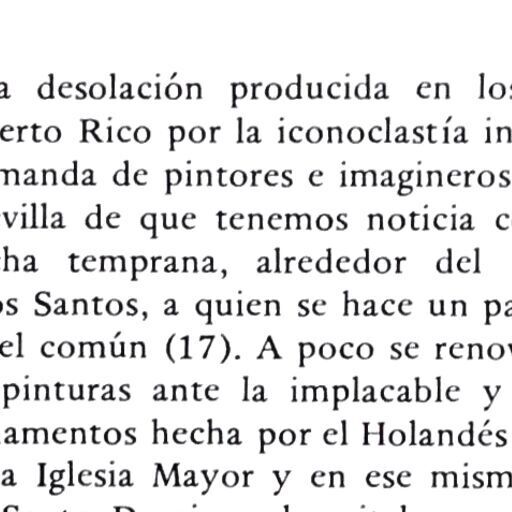 a desolación producida en los
erto Rico por la iconoclastía in
manda de pintores e imagineros
villa de que tenemos noticia c
ha temprana, alrededor del
os Santos, a quien se hace un pa
el común (17). A poco se renov
pinturas ante la implacable y
amentos hecha por el Holandés
a Iglesia Mayor y en ese mism